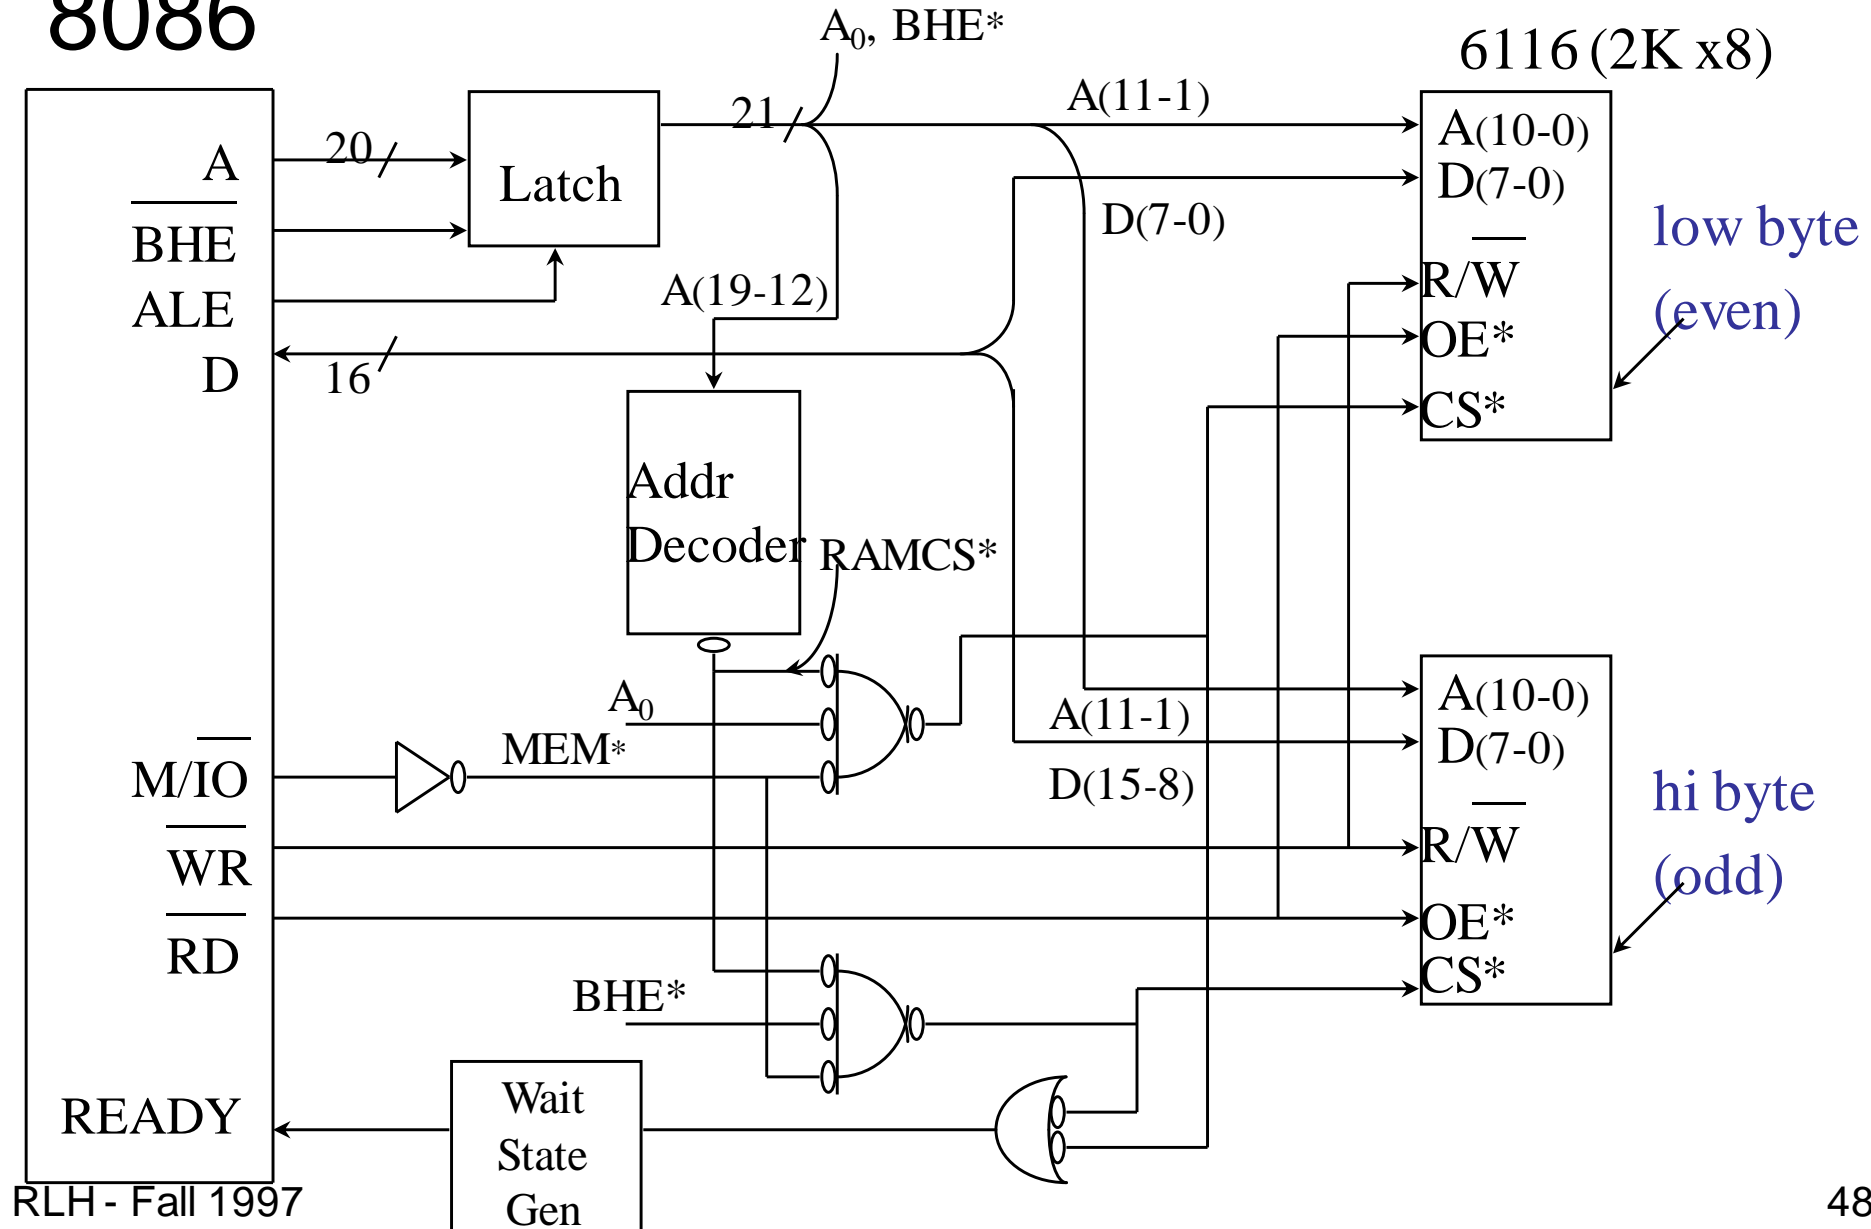 8086
A0, BHE*
6116 (2K x8)
21
A(11-1)
A(10-0)
D(7-0)
20
A
Latch
D(7-0)
low byte
(even)
BHE
R/W
A(19-12)
ALE
OE*
D
16
CS*
Addr
Decoder
RAMCS*
A0
A(11-1)
A(10-0)
D(7-0)
MEM*
M/IO
D(15-8)
hi byte
(odd)
WR
R/W
RD
OE*
CS*
BHE*
READY
Wait
State
Gen
RLH - Fall 1997
48